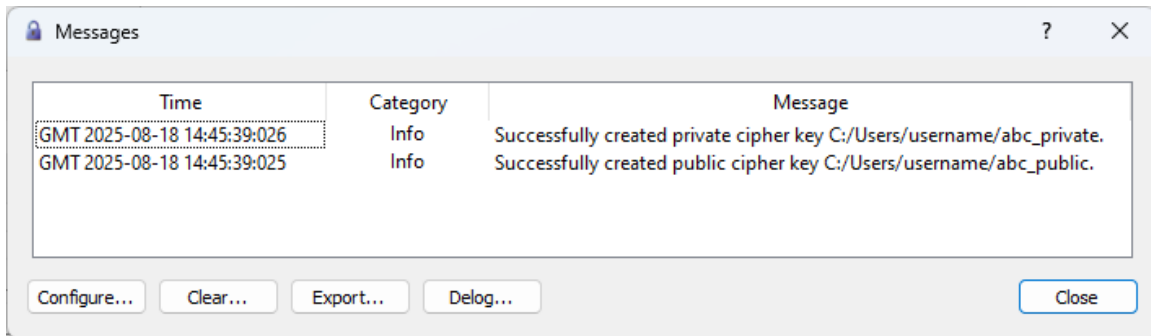 Messages ? ×
Time Category Message
GMT 2025-08-18 14:45:39:026 Info Successfully created private cipher key C:/Users/username/abc_private.
GMT 2025-08-18 14:45:39:025 Info Successfully created public cipher key C:/Users/username/abc_public.
Configure... Clear... Export... Delog... Close